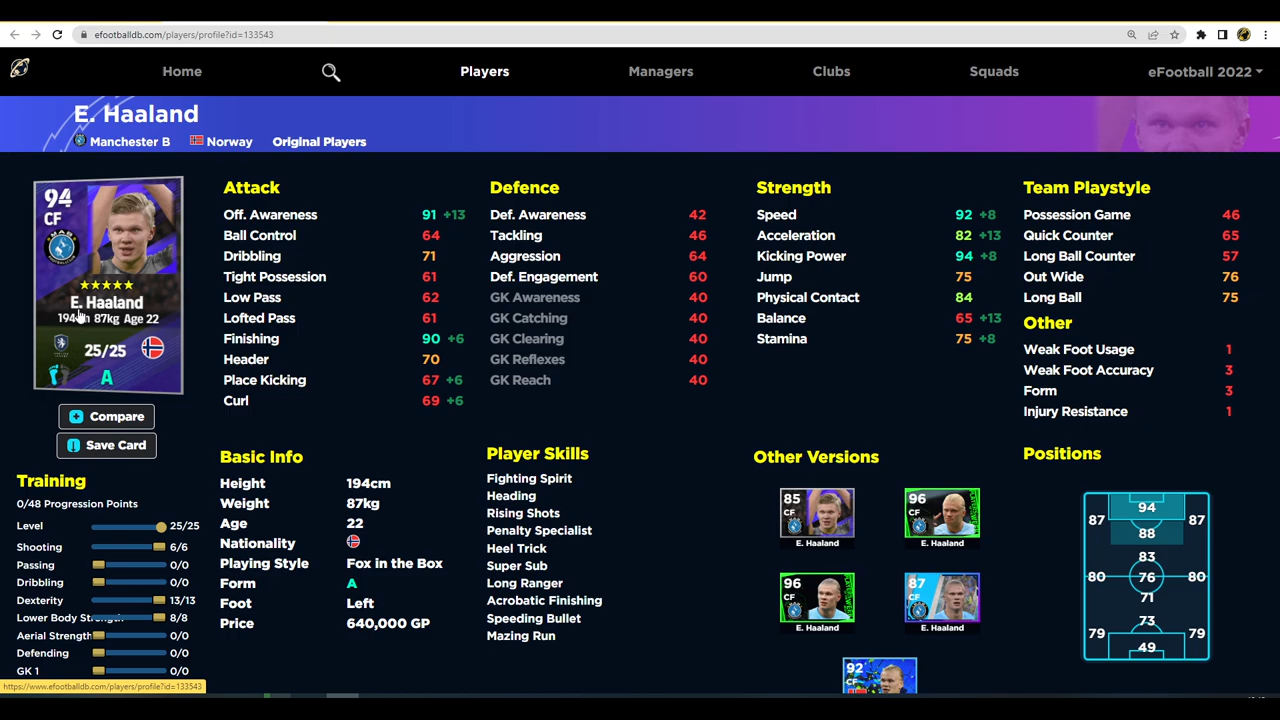 efootballdb.com/players/profile?id=133543
Home Players Managers Clubs Squads eFootball 2022
E. Haaland
Manchester B Norway Original Players
94
CF
E. Haaland
25/25
A
Compare
Save Card
Training
0/48 Progression Points
Level 25/25
Shooting 6/6
Passing 0/0
Dribbling 0/0
Dexterity 13/13
Lower Body Strength 8/8
Aerial Strength 0/0
Defending 0/0
GK 1 0/0
https://www.efootballdb.com/players/profile?id=133543
Attack
Off. Awareness 91 +13
Ball Control 64
Dribbling 71
Tight Possession 61
Low Pass 62
Lofted Pass 61
Finishing 90 +6
Header 70
Place Kicking 67 +6
Curl 69 +6
Defence
Def. Awareness 42
Tackling 46
Aggression 64
Def. Engagement 60
GK Awareness 40
GK Catching 40
GK Clearing 40
GK Reflexes 40
GK Reach 40
Strength
Speed 92 +8
Acceleration 82 +13
Kicking Power 94 +8
Jump 75
Physical Contact 84
Balance 65 +13
Stamina 75 +8
Team Playstyle
Possession Game 46
Quick Counter 65
Long Ball Counter 57
Out Wide 76
Long Ball 75
Other
Weak Foot Usage 1
Weak Foot Accuracy 3
Form 3
Injury Resistance 1
Basic Info
Height 194cm
Weight 87kg
Age 22
Nationality
Playing Style Fox in the Box
Form A
Foot Left
Price 640,000 GP
Player Skills
Fighting Spirit
Heading
Rising Shots
Penalty Specialist
Heel Trick
Super Sub
Long Ranger
Acrobatic Finishing
Speeding Bullet
Mazing Run
Other Versions
85
CF
E. Haaland
96
CF
E. Haaland
96
CF
E. Haaland
87
CF
E. Haaland
92
CF
Positions
94
87 87
88
83
80 76 80
71
73
79 79
49